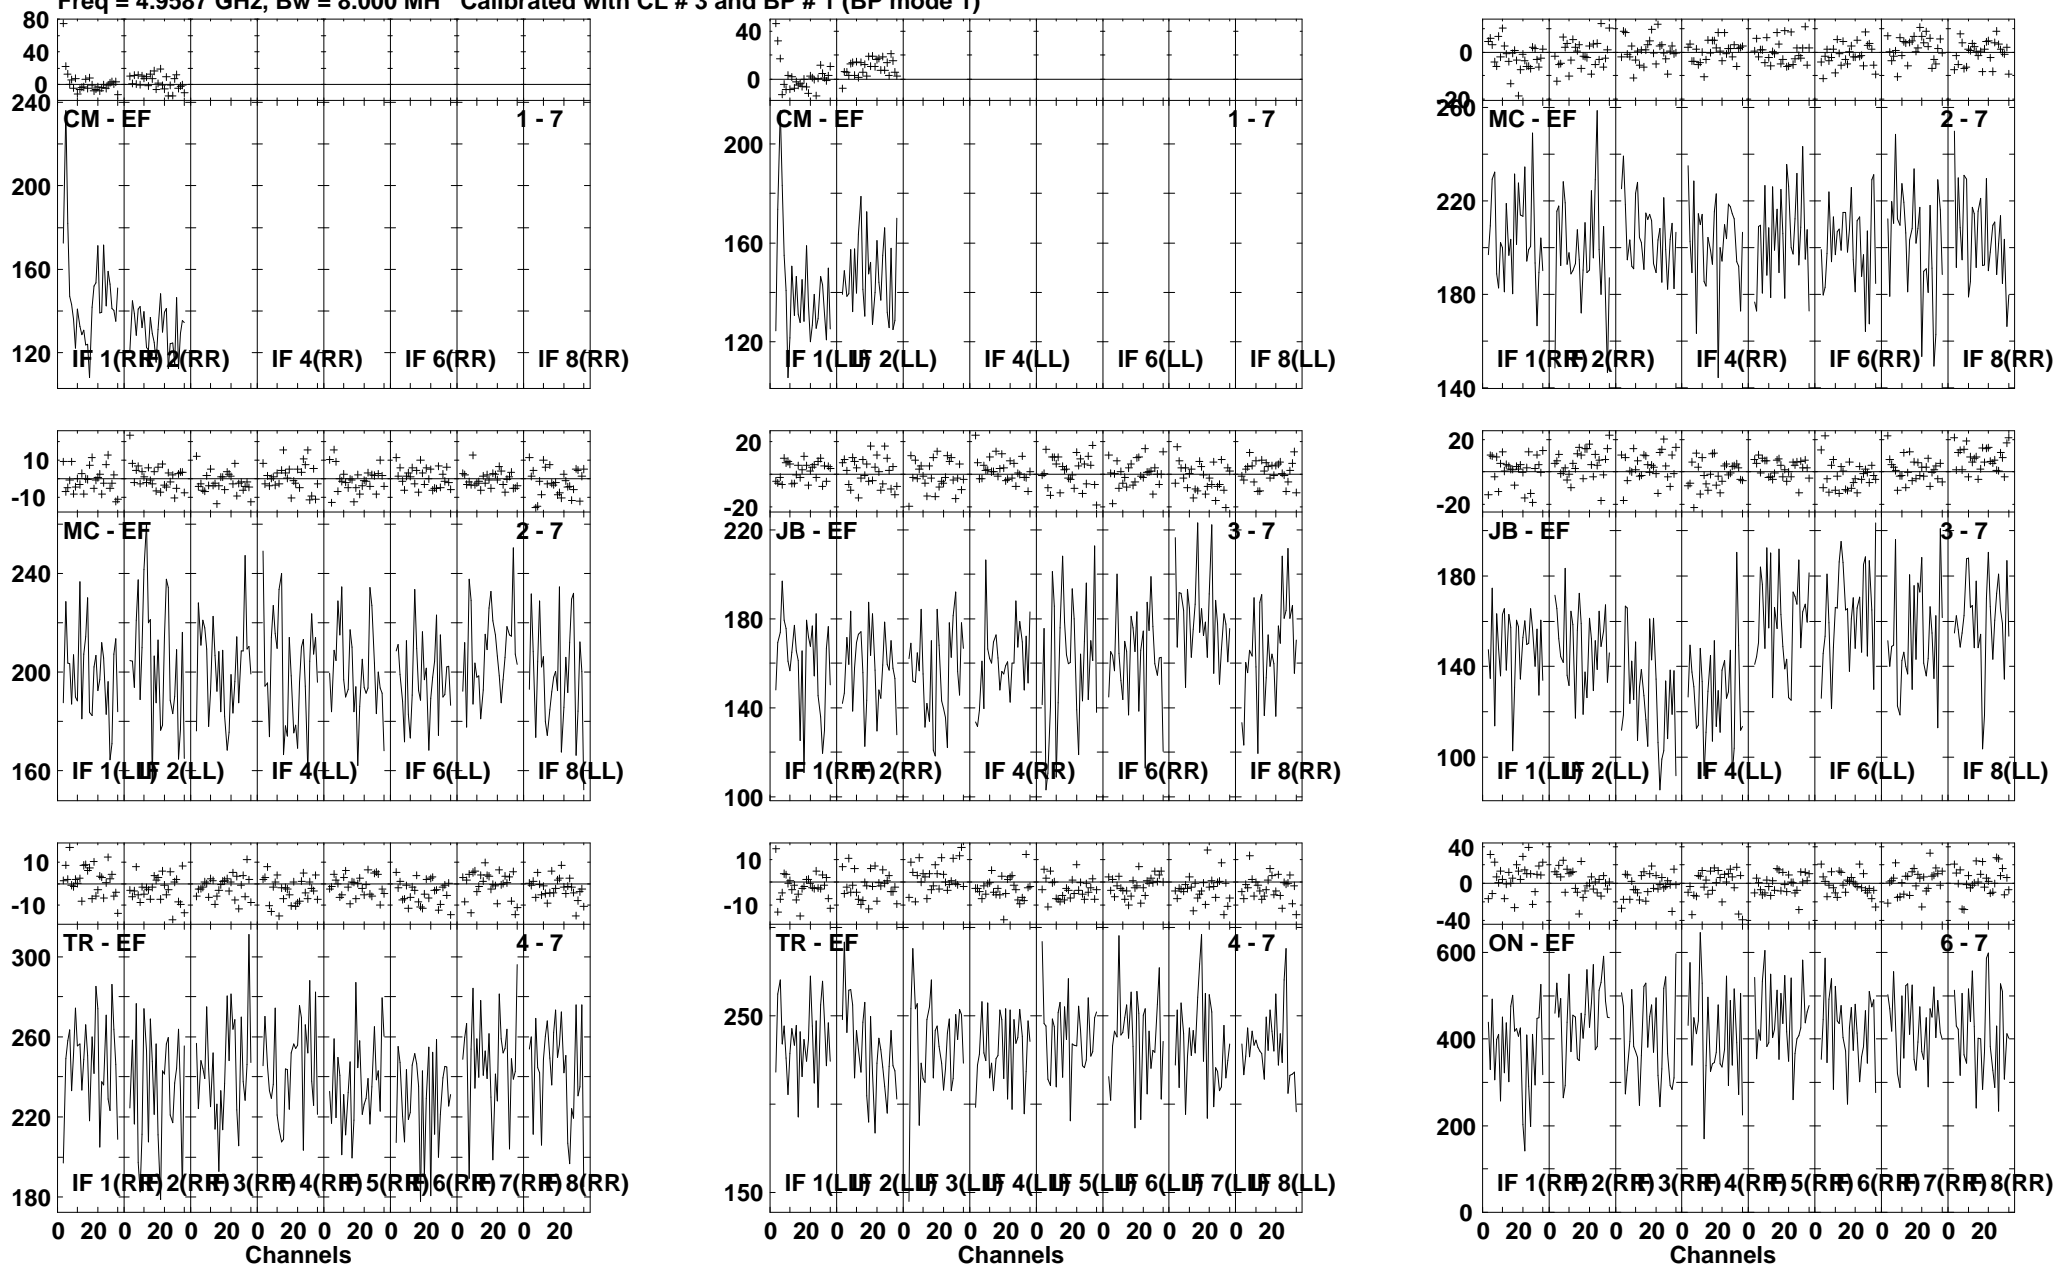 Freq = 4.9587 GHz, Bw = 8.000 MH Calibrated with CL # 3 and BP # 1 (BP mode 1)
80
40
0
240
200
160
120
CM - EF 1 - 7
IF 1(RR) IF 2(RR) IF 4(RR) IF 6(RR) IF 8(RR)
40
0
200
160
120
CM - EF 1 - 7
IF 1(LL) IF 2(LL) IF 4(LL) IF 6(LL) IF 8(LL)
0
-20
260
220
180
140
MC - EF 2 - 7
IF 1(RR) IF 2(RR) IF 4(RR) IF 6(RR) IF 8(RR)
10
-10
240
200
160
MC - EF 2 - 7
IF 1(LL) IF 2(LL) IF 4(LL) IF 6(LL) IF 8(LL)
20
-20
220
180
140
100
JB - EF 3 - 7
IF 1(RR) IF 2(RR) IF 4(RR) IF 6(RR) IF 8(RR)
20
0
-20
180
140
100
JB - EF 3 - 7
IF 1(LL) IF 2(LL) IF 4(LL) IF 6(LL) IF 8(LL)
10
-10
300
260
220
180
TR - EF 4 - 7
IF 1(RR) IF 2(RR) IF 3(RR) IF 4(RR) IF 5(RR) IF 6(RR) IF 7(RR) IF 8(RR)
0 20 0 20 0 20 0 20 0 20 0 20 0 20 0 20
Channels
10
-10
250
150
TR - EF 4 - 7
IF 1(LL) IF 2(LL) IF 3(LL) IF 4(LL) IF 5(LL) IF 6(LL) IF 7(LL) IF 8(LL)
0 20 0 20 0 20 0 20 0 20 0 20 0 20 0 20
Channels
40
0
-40
600
400
200
0
ON - EF 6 - 7
IF 1(RR) IF 2(RR) IF 3(RR) IF 4(RR) IF 5(RR) IF 6(RR) IF 7(RR) IF 8(RR)
0 20 0 20 0 20 0 20 0 20 0 20 0 20 0 20
Channels